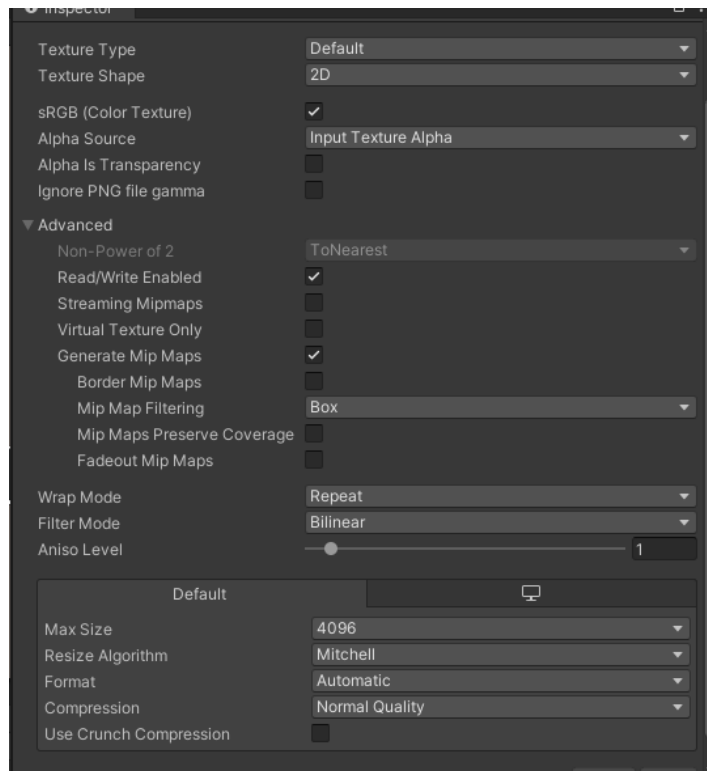 Inspector
Texture Type Default
Texture Shape 2D
sRGB (Color Texture)
Alpha Source Input Texture Alpha
Alpha Is Transparency
Ignore PNG file gamma
Advanced
Non-Power of 2 ToNearest
Read/Write Enabled
Streaming Mipmaps
Virtual Texture Only
Generate Mip Maps
Border Mip Maps
Mip Map Filtering Box
Mip Maps Preserve Coverage
Fadeout Mip Maps
Wrap Mode Repeat
Filter Mode Bilinear
Aniso Level 1
Default
Max Size 4096
Resize Algorithm Mitchell
Format Automatic
Compression Normal Quality
Use Crunch Compression